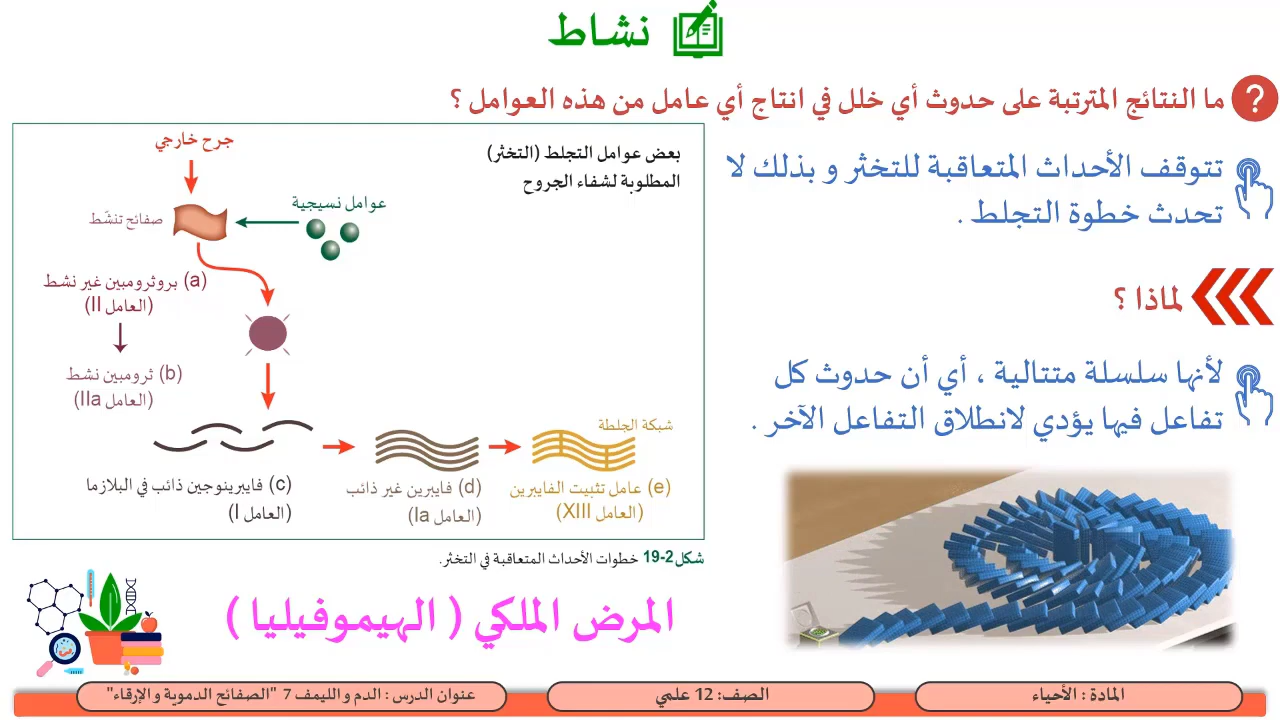 نشاط
ما النتائج المترتبة على حدوث أي خلل في انتاج أي عامل من هذه العوامل ؟
تتوقف الأحداث المتعاقبة للتخثر و بذلك لا
تحدث خطوة التجلط .
لماذا ؟
لأنها سلسلة متتالية ، أي أن حدوث كل
تفاعل فيها يؤدي لانطلاق التفاعل الآخر .
بعض عوامل التجلط (التخثر)
المطلوبة لشفاء الجروح
جرح خارجي
عوامل نسيجية
صفائح تنشّط
(a) بروثرومبين غير نشط
(العامل II)
(b) ثرومبين نشط
(العامل IIa)
(c) فايبرينوجين ذائب في البلازما
(العامل I)
(d) فايبرين غير ذائب
(العامل Ia)
شبكة الجلطة
(e) عامل تثبيت الفايبرين
(العامل XIII)
شكل 2-19 خطوات الأحداث المتعاقبة في التخثر.
المرض الملكي ( الهيموفيليا )
المادة : الأحياء
الصف: 12 علمي
عنوان الدرس : الدم و الليمف 7 "الصفائح الدموية و الإرقاء"